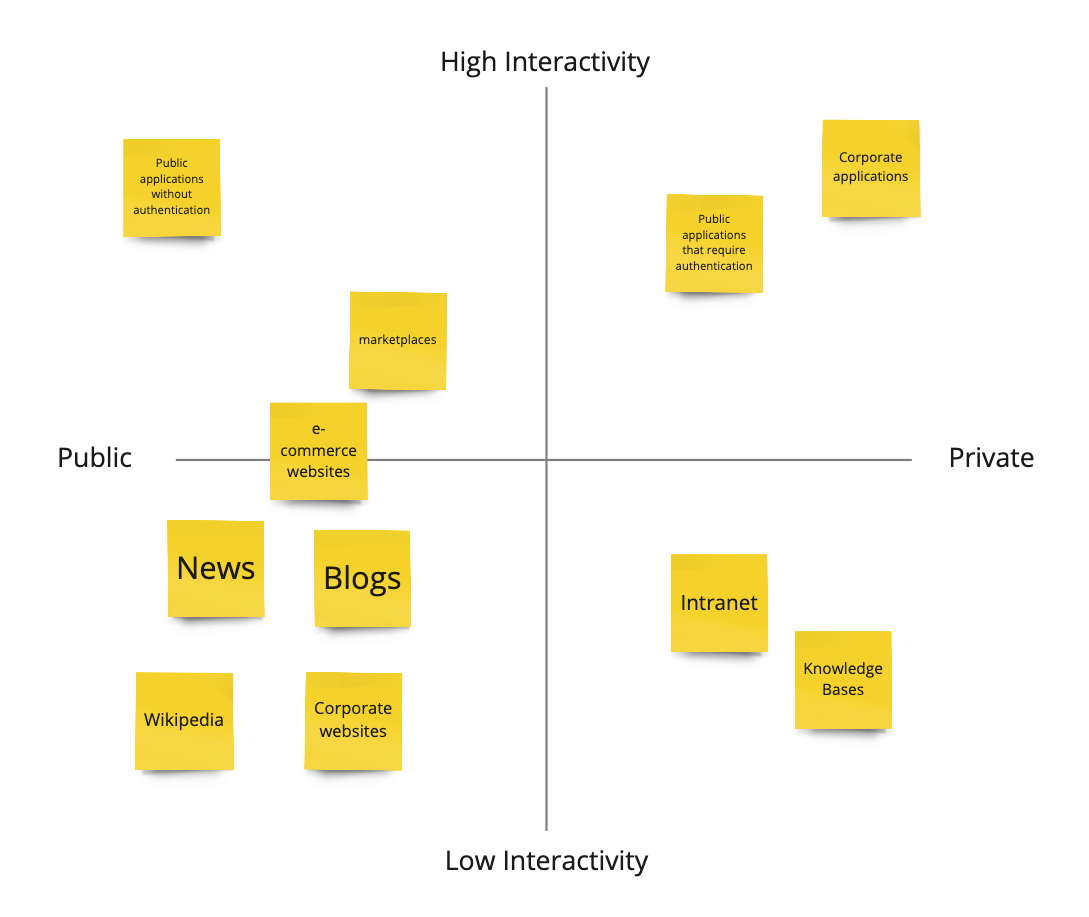 High Interactivity
Public
applications
without
authentication
Corporate
applications
Public
applications
that require
authentication
marketplaces
e-
commerce
websites
Public
Private
News
Blogs
Intranet
Knowledge
Bases
Wikipedia
Corporate
websites
Low Interactivity